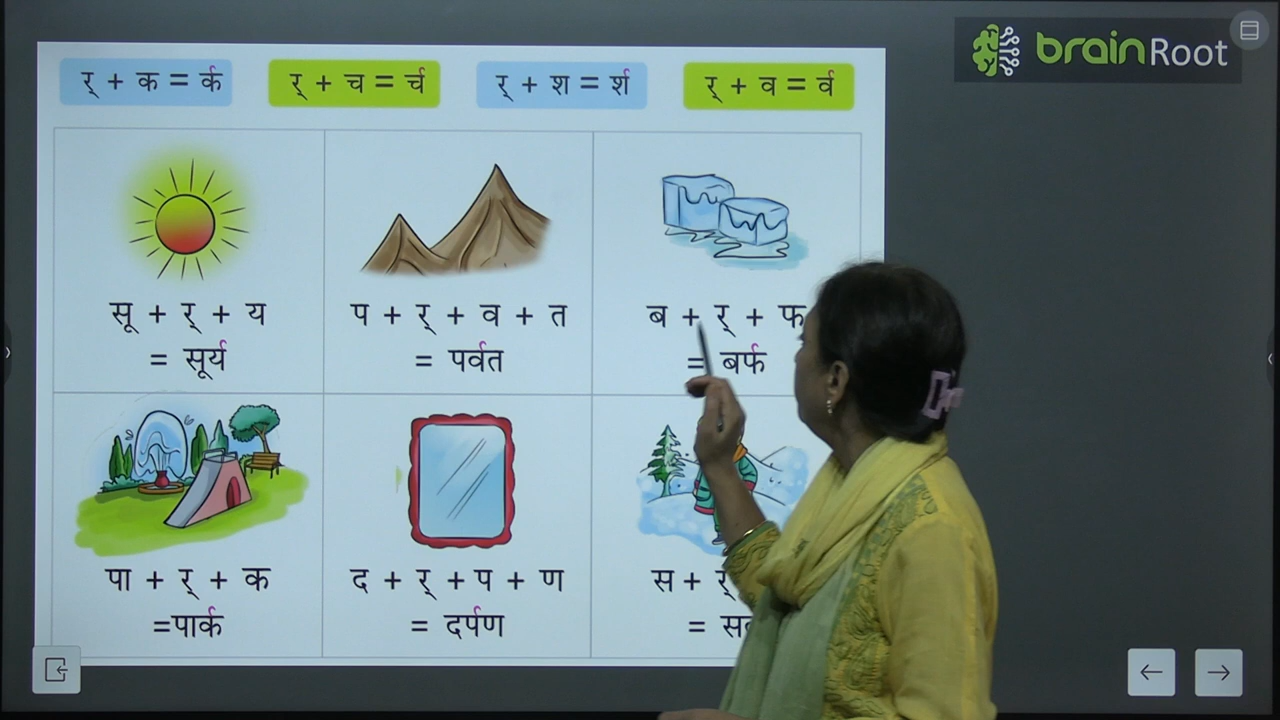 brainRoot
र् + क = र्क
र् + च = र्च
र् + श = र्श
र् + व = र्व
सू + र् + य
= सूर्य
प + र् + व + त
= पर्वत
ब + र् + फ
= बर्फ
पा + र् + क
=पार्क
द + र् + प + ण
= दर्पण
स + र्
=